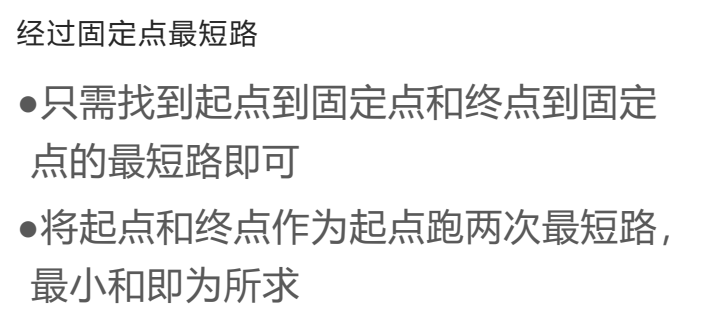 经过固定点最短路
●只需找到起点到固定点和终点到固定
点的最短路即可
●将起点和终点作为起点跑两次最短路，
最小和即为所求